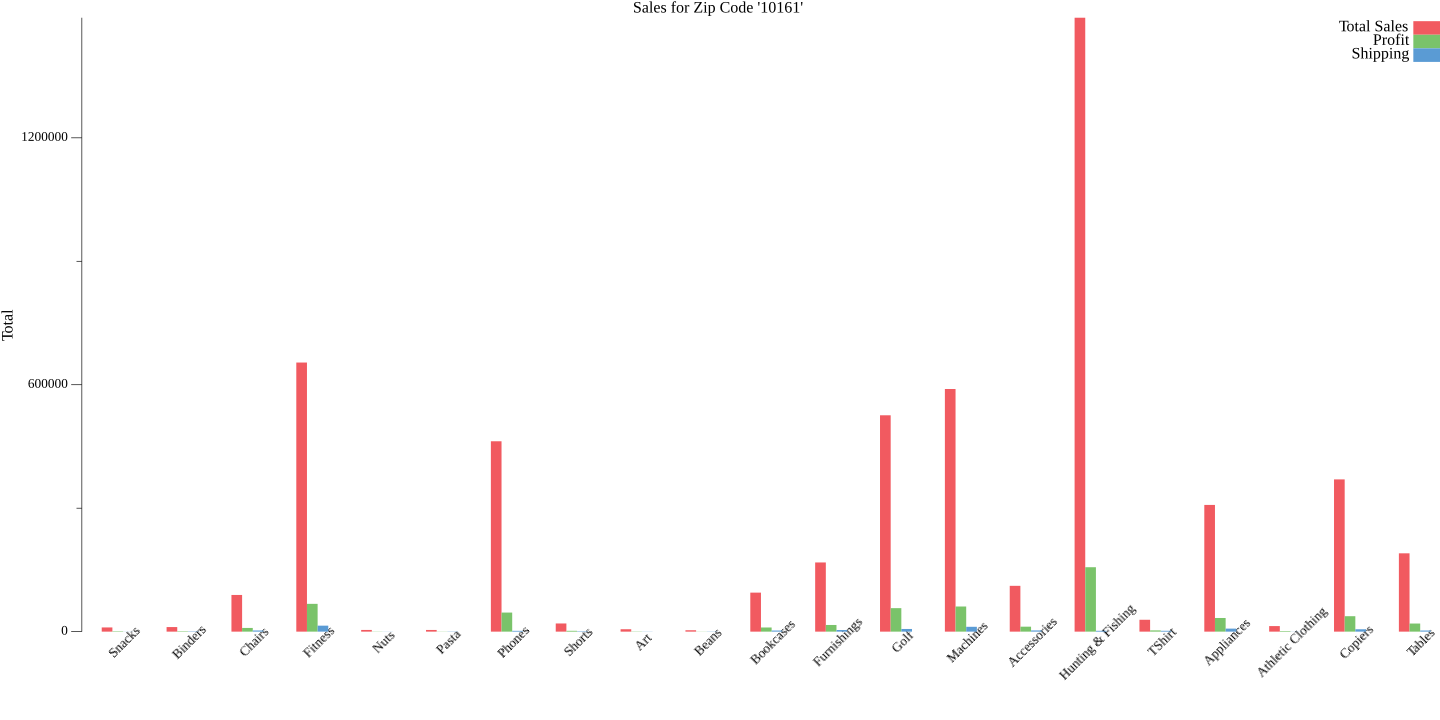 Sales for Zip Code '10161'
Total Sales
Profit
Shipping
Total
1200000
600000
0
Snacks
Binders
Chairs
Fitness
Nuts
Pasta
Phones
Shorts
Art
Beans
Bookcases
Furnishings
Golf
Machines
Accessories
Hunting & Fishing
TShirt
Appliances
Athletic Clothing
Copiers
Tables